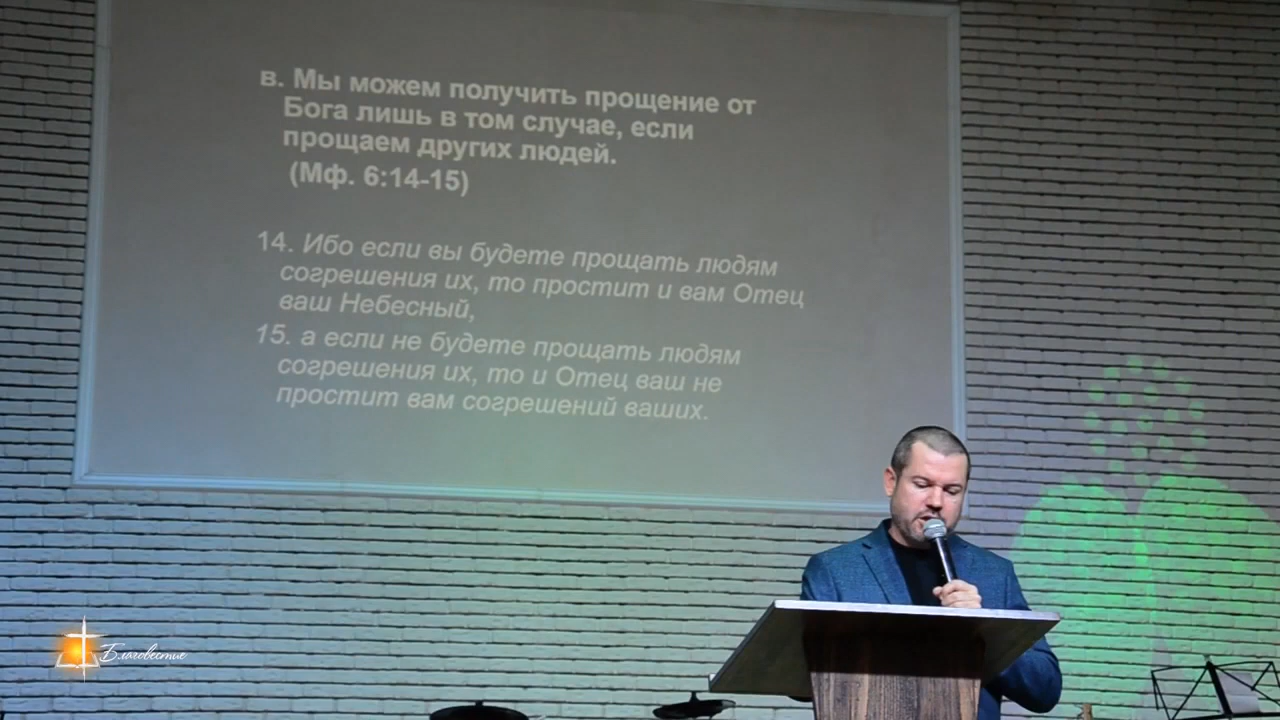 в. Мы можем получить прощение от
Бога лишь в том случае, если
прощаем других людей.
(Мф. 6:14-15)
14. Ибо если вы будете прощать людям
согрешения их, то простит и вам Отец
ваш Небесный,
15. а если не будете прощать людям
согрешения их, то и Отец ваш не
простит вам согрешений ваших.
Благовестие